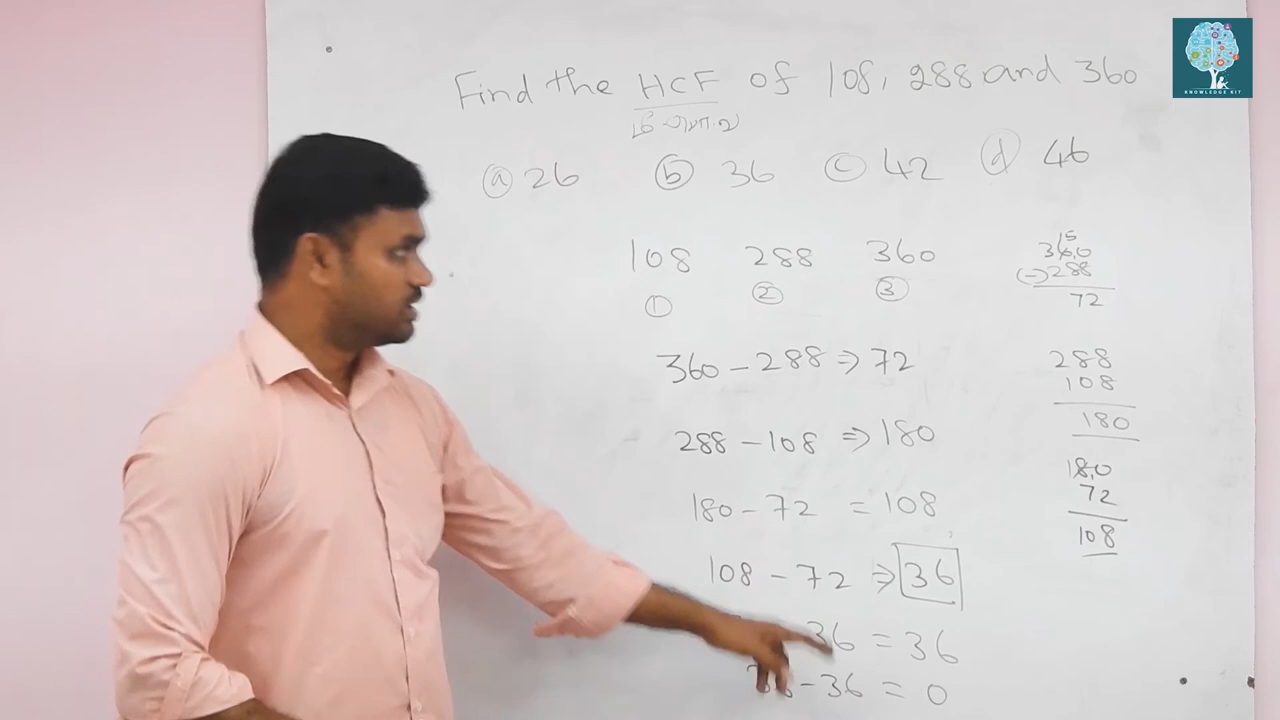 Find the HCF of 108, 288 and 360
ⓐ 26 ⓑ 36 ⓒ 42 ⓓ 46
108 288 360
① ② ③
360 - 288 ⇒ 72
288 - 108 ⇒ 180
180 - 72 = 108
108 - 72 ⇒ 36
36 = 36
- 36 = 0
15
360
(-) 288
72
288
108
180
180
72
108
KNOWLEDGE KIT